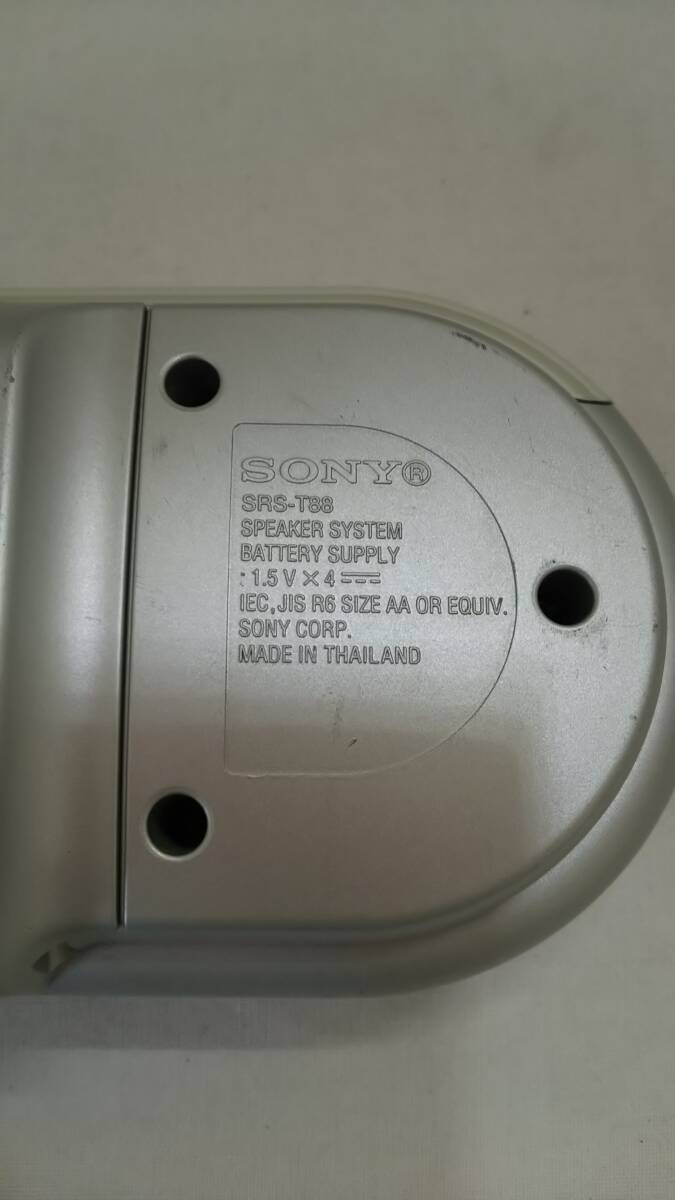 SONY®
SRS-T88
SPEAKER SYSTEM
BATTERY SUPPLY
: 1.5 V × 4 ⎓
IEC, JIS R6 SIZE AA OR EQUIV.
SONY CORP.
MADE IN THAILAND